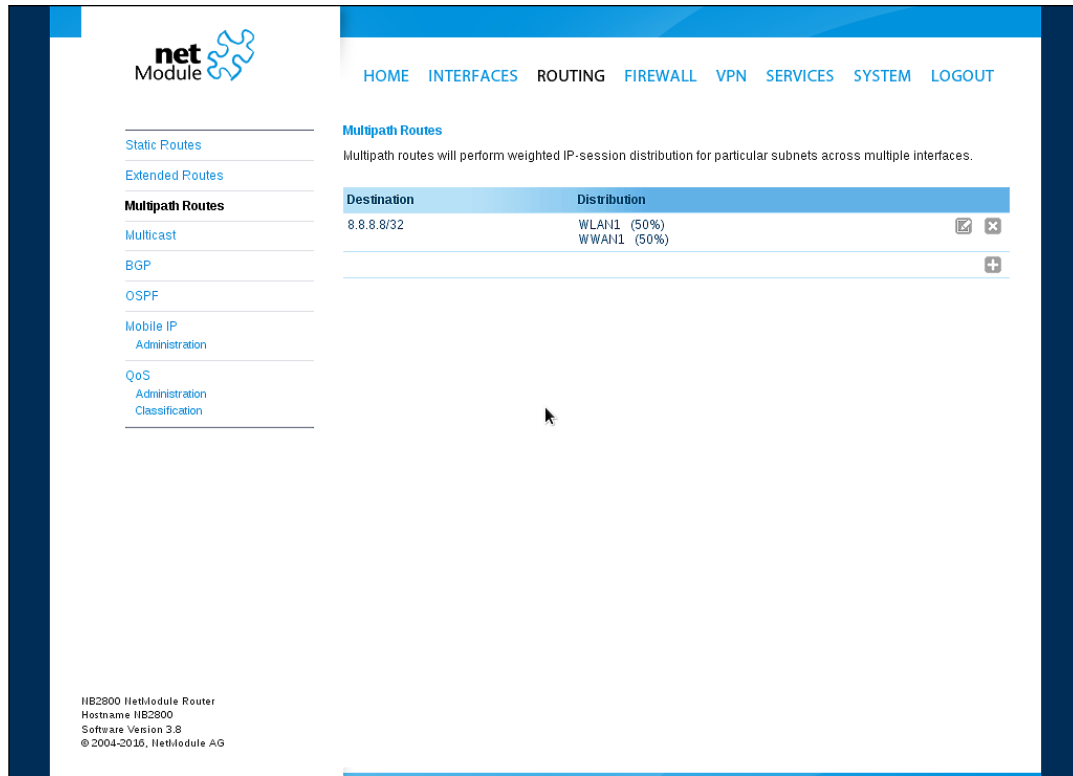 net
Module
HOME INTERFACES ROUTING FIREWALL VPN SERVICES SYSTEM LOGOUT
Static Routes
Extended Routes
Multipath Routes
Multicast
BGP
OSPF
Mobile IP
Administration
QoS
Administration
Classification
Multipath Routes
Multipath routes will perform weighted IP-session distribution for particular subnets across multiple interfaces.
Destination Distribution
8.8.8.8/32 WLAN1 (50%)
WWAN1 (50%)
NB2800 NetModule Router
Hostname NB2800
Software Version 3.8
© 2004-2016, NetModule AG